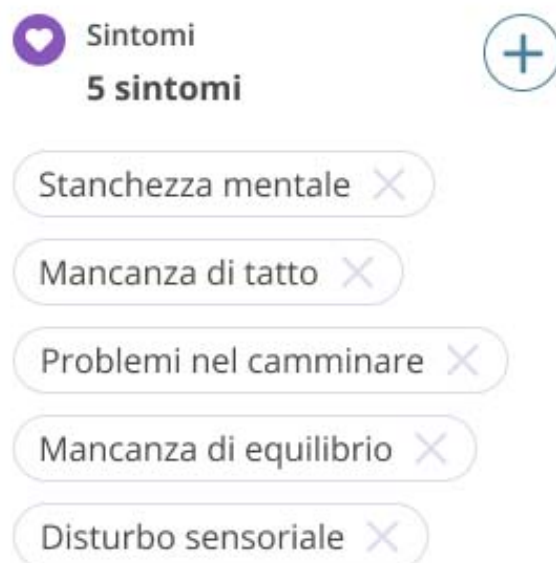 Sintomi
5 sintomi
Stanchezza mentale
Mancanza di tatto
Problemi nel camminare
Mancanza di equilibrio
Disturbo sensoriale